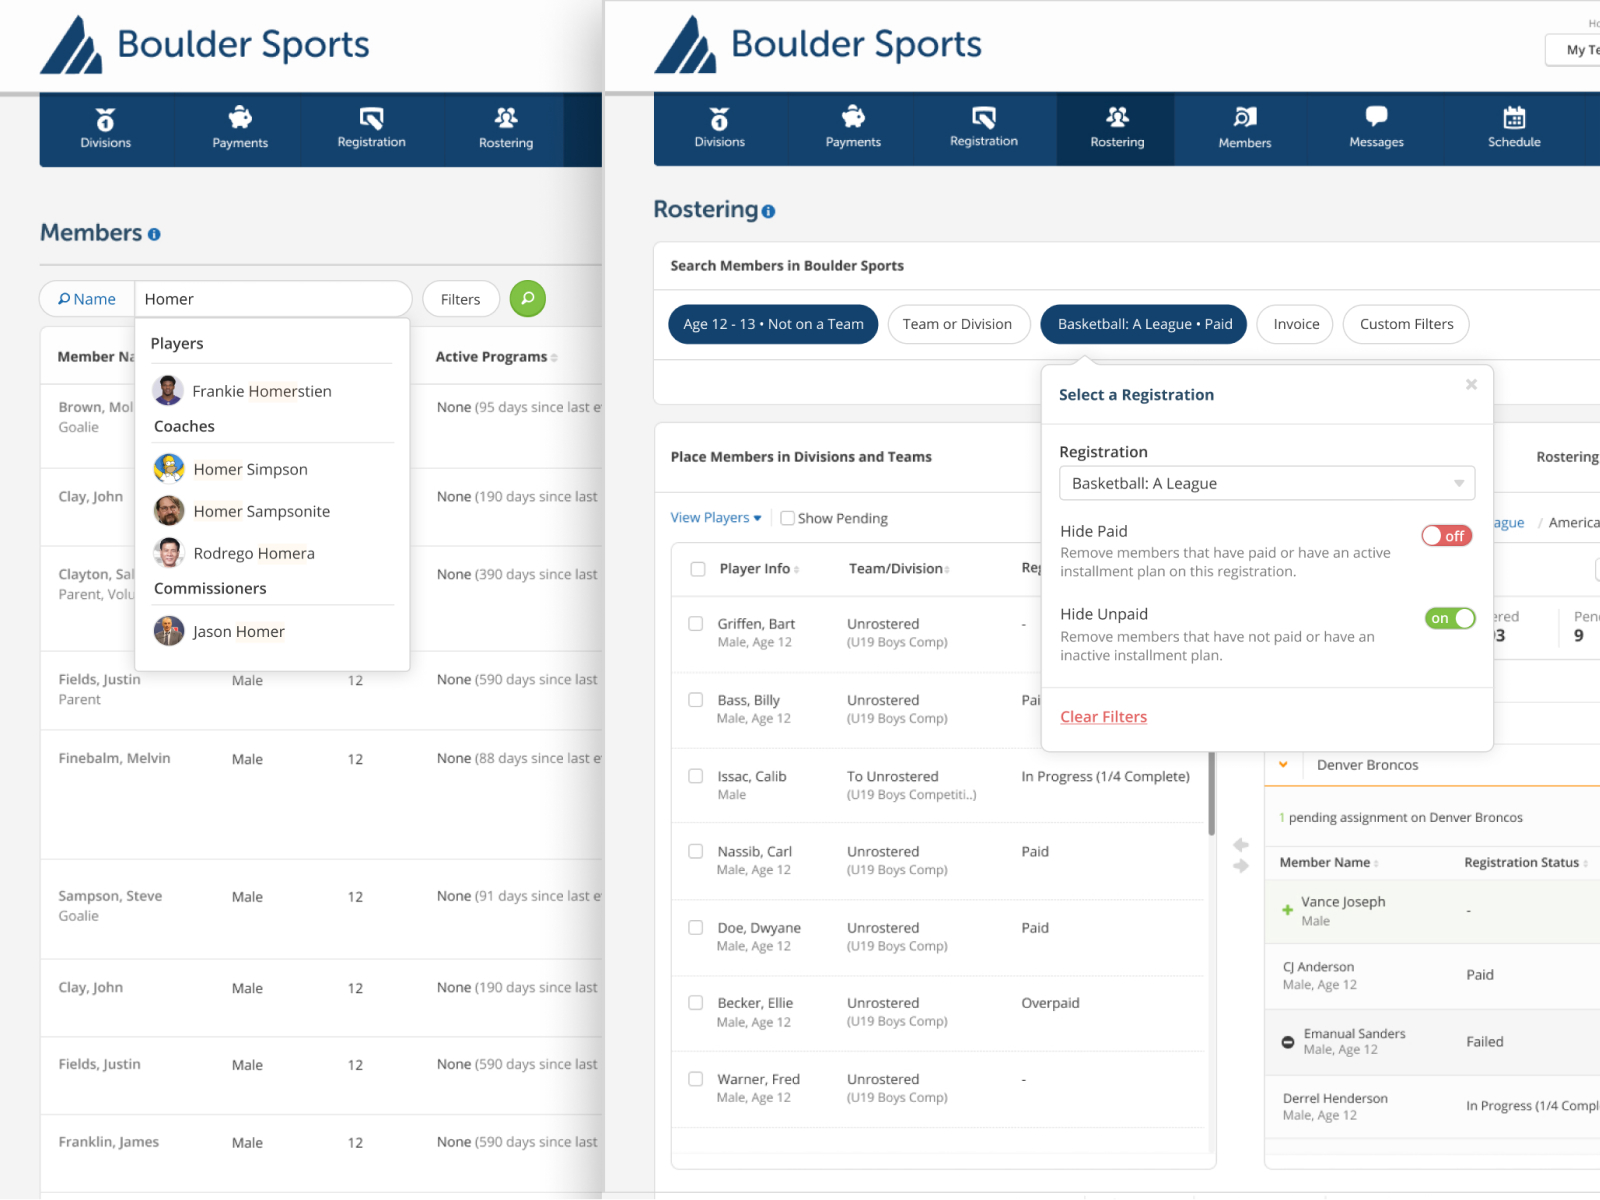 Boulder Sports
Divisions
Payments
Registration
Rostering
Members
Name
Homer
Filters
Players
Frankie Homerstien
Coaches
Homer Simpson
Homer Sampsonite
Rodrego Homera
Commissioners
Jason Homer
Member
Active Programs
Brown,
Goalie
None (95 days since last
Clay, John
None (190 days since last
Clayton,
Parent,
None (390 days since last
Fields, Justin
Parent
Male
12
None (590 days since last
Finebalm, Melvin
Male
12
None (88 days since last
Sampson, Steve
Goalie
Male
12
None (91 days since last
Clay, John
Male
12
None (190 days since last
Fields, Justin
Male
12
None (590 days since last
Franklin, James
Male
12
None (590 days since last
Boulder Sports
My
Divisions
Payments
Registration
Rostering
Members
Messages
Schedule
Rostering
Search Members in Boulder Sports
Age 12 - 13 • Not on a Team
Team or Division
Basketball: A League • Paid
Invoice
Custom Filters
Select a Registration
Registration
Basketball: A League
Hide Paid
Remove members that have paid or have an active
installment plan on this registration.
off
Hide Unpaid
Remove members that have not paid or have an
inactive installment plan.
on
Clear Filters
Place Members in Divisions and Teams
View Players
Show Pending
Player Info
Team/Division
Griffen, Bart
Male, Age 12
Unrostered
(U19 Boys Comp)
-
Bass, Billy
Male, Age 12
Unrostered
(U19 Boys Comp)
Issac, Calib
Male
To Unrostered
(U19 Boys Competiti..)
In Progress (1/4 Complete)
Nassib, Carl
Male, Age 12
Unrostered
(U19 Boys Comp)
Paid
Doe, Dwyane
Male, Age 12
Unrostered
(U19 Boys Comp)
Paid
Becker, Ellie
Male, Age 12
Unrostered
(U19 Boys Comp)
Overpaid
Warner, Fred
Male, Age 12
Unrostered
(U19 Boys Comp)
-
Rostering
ague / America
ered
93
Pen
9
Denver Broncos
1 pending assignment on Denver Broncos
Member Name
Registration Status
Vance Joseph
Male
-
CJ Anderson
Male, Age 12
Paid
Emanual Sanders
Male, Age 12
Failed
Derrel Henderson
Male, Age 12
In Progress (1/4 Compl